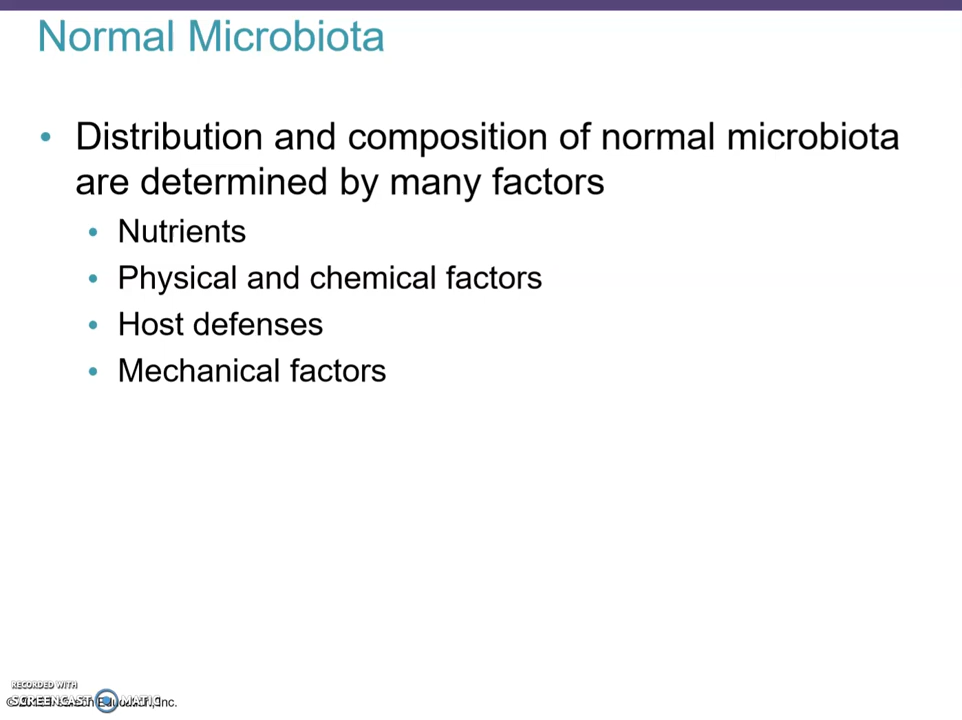 Normal Microbiota
• Distribution and composition of normal microbiota
are determined by many factors
• Nutrients
• Physical and chemical factors
• Host defenses
• Mechanical factors
RECORDED WITH
SCREENCAST MATIC
Inc.